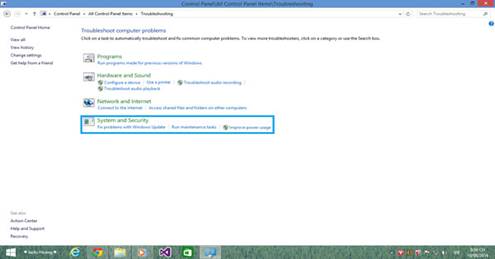 Control Panel\All Control Panel Items\Troubleshooting
Control Panel ▸ All Control Panel Items ▸ Troubleshooting
Search Troubleshooting
Control Panel Home
View all
View history
Change settings
Get help from a friend
Troubleshoot computer problems
Click on a task to automatically troubleshoot and fix common computer problems. To view more troubleshooters, click on a category or use the Search box.
Programs
Run programs made for previous versions of Windows
Hardware and Sound
Configure a device | Use a printer | Troubleshoot audio recording |
Troubleshoot audio playback
Network and Internet
Connect to the Internet | Access shared files and folders on other computers
System and Security
Fix problems with Windows Update | Run maintenance tasks | Improve power usage
See also
Action Center
Help and Support
Recovery